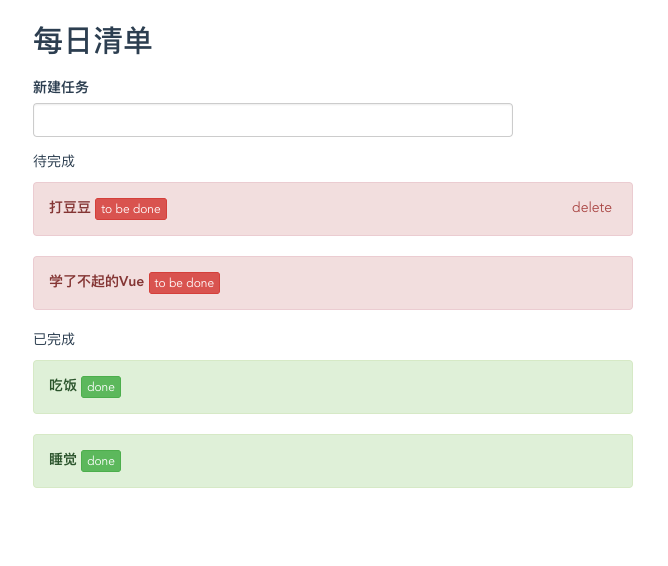 每日清单
新建任务
待完成
打豆豆 to be done delete
学了不起的Vue to be done
已完成
吃饭 done
睡觉 done